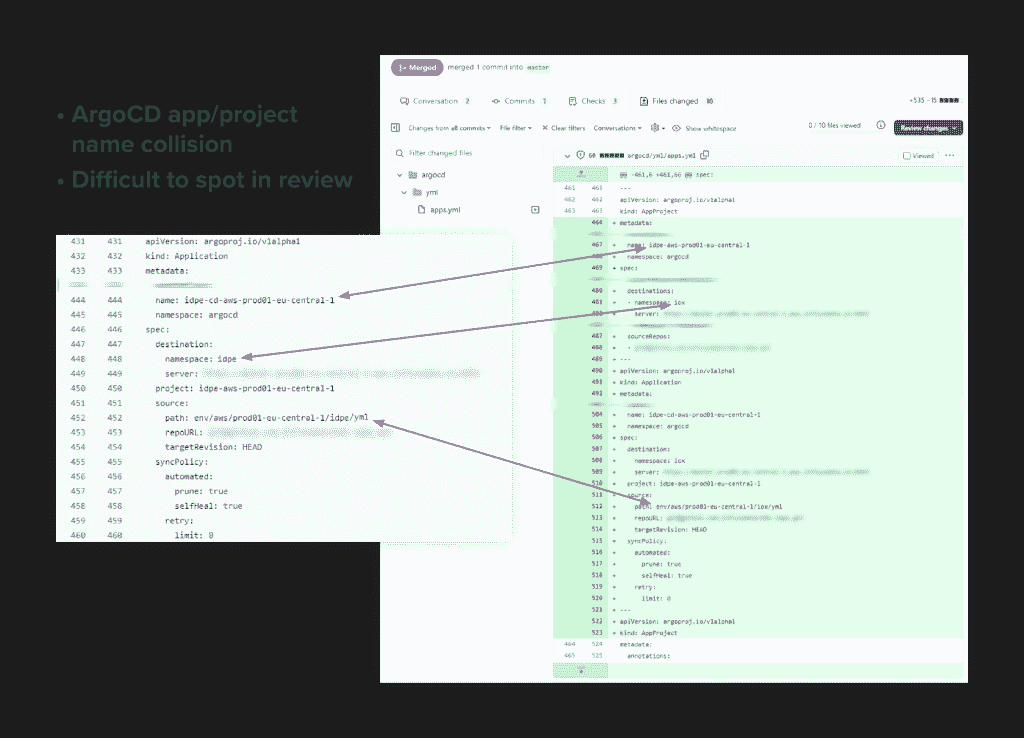 • ArgoCD app/project
name collision
• Difficult to spot in review
431 431 apiVersion: argoproj.io/v1alpha1
432 432 kind: Application
433 433 metadata:
444 444 name: idpe-cd-aws-prod01-eu-central-1
445 445 namespace: argocd
446 446 spec:
447 447 destination:
448 448 namespace: idpe
449 449 server:
450 450 project: idpe-aws-prod01-eu-central-1
451 451 source:
452 452 path: env/aws/prod01-eu-central-1/idpe/yml
453 453 repoURL:
454 454 targetRevision: HEAD
455 455 syncPolicy:
456 456 automated:
457 457 prune: true
458 458 selfHeal: true
459 459 retry:
460 460 limit: 0
Merged merged 1 commit into master
Conversation 2 Commits 1 Checks 3 Files changed +535 -15
Changes from all commits File filter Clear filters Conversations Show whitespace 0 / 10 files viewed Review changes
Filter changed files
argocd
yml
apps.yml
60 argocd/yml/apps.yml Viewed
@@ -461,6 +461,66 @@ spec:
461 461 ---
462 462 apiVersion: argoproj.io/v1alpha1
463 463 kind: AppProject
464 + metadata:
467 + name: idpe-aws-prod01-eu-central-1
+ namespace: argocd
469 + spec:
480 + destinations:
481 + - namespace: iox
+ server:
487 + sourceRepos:
488 + -
489 + ---
490 + apiVersion: argoproj.io/v1alpha1
491 + kind: Application
492 + metadata:
504 + name: idpe-cd-aws-prod01-eu-central-1
505 + namespace: argocd
506 + spec:
507 + destination:
508 + namespace: iox
509 + server:
510 + project: idpe-aws-prod01-eu-central-1
511 + source:
512 + path: env/aws/prod01-eu-central-1/iox/yml
513 + repoURL:
514 + targetRevision: HEAD
515 + syncPolicy:
516 + automated:
517 + prune: true
518 + selfHeal: true
519 + retry:
520 + limit: 0
521 + ---
522 + apiVersion: argoproj.io/v1alpha1
523 + kind: AppProject
464 524 metadata:
465 525 annotations: